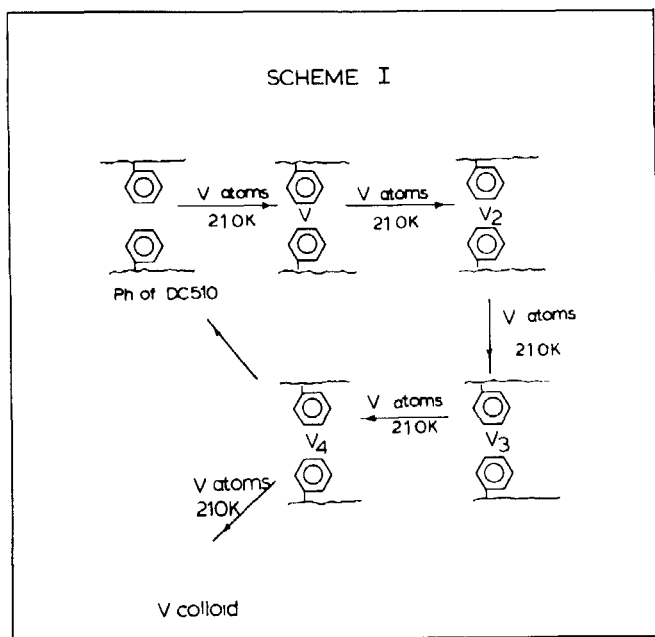 SCHEME I
V atoms
210K
V
V atoms
210K
V2
Ph of DC510
V atoms
210K
V atoms
210K
V4
V3
V atoms
210K
V colloid